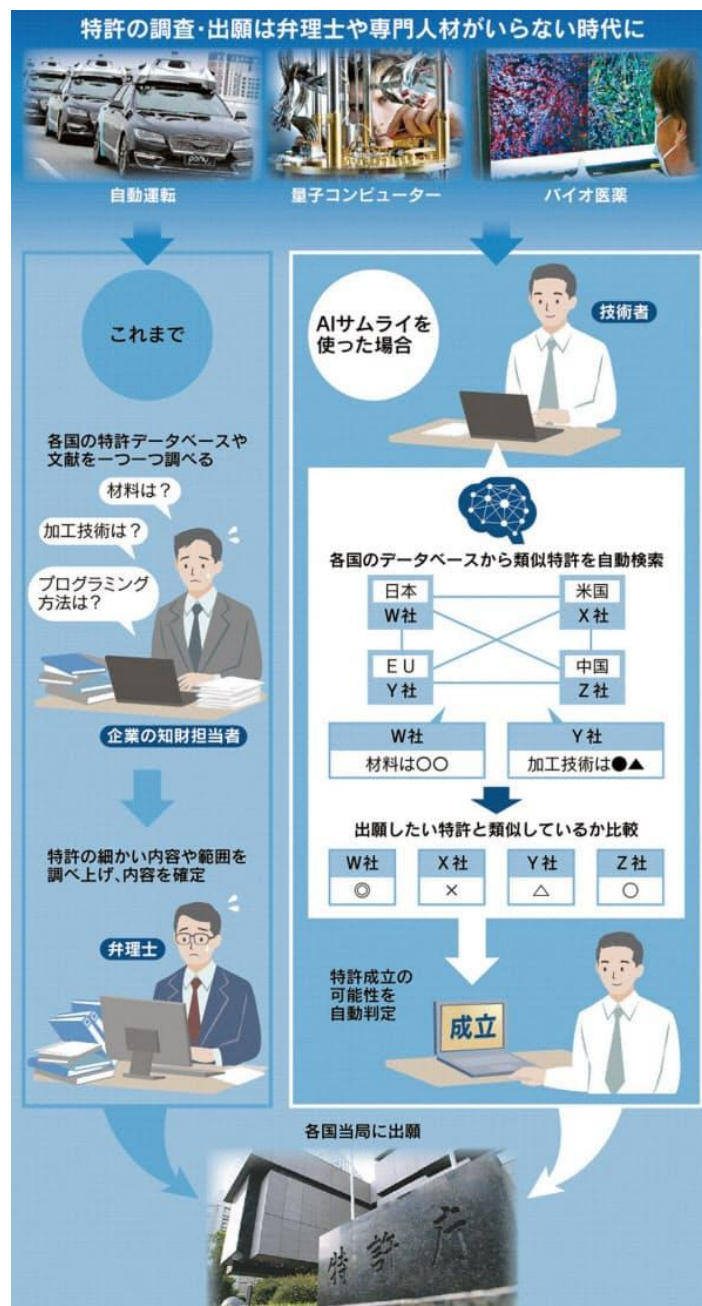 特許の調査・出願は弁理士や専門人材がいらない時代に
pony
自動運転
量子コンピューター
バイオ医薬
これまで
各国の特許データベースや
文献を一つ一つ調べる
材料は？
加工技術は？
プログラミング
方法は？
企業の知財担当者
特許の細かい内容や範囲を
調べ上げ、内容を確定
弁理士
AIサムライを
使った場合
技術者
各国のデータベースから類似特許を自動検索
日本
W社
米国
X社
EU
Y社
中国
Z社
W社
材料は〇〇
Y社
加工技術は●▲
出願したい特許と類似しているか比較
W社 X社 Y社 Z社
◎ × △ ○
特許成立の
可能性を
自動判定
成立
各国当局に出願
特許庁